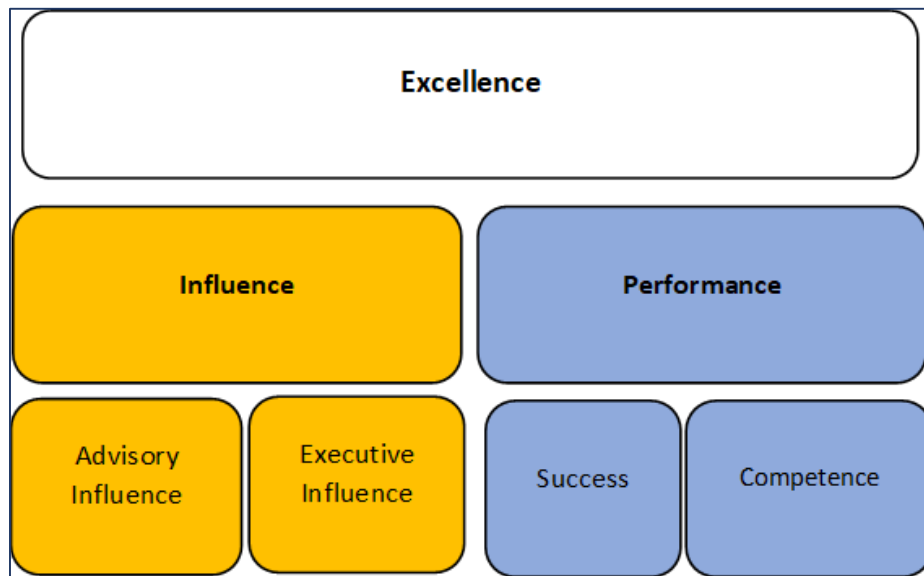 Excellence
Influence
Performance
Advisory
Influence
Executive
Influence
Success
Competence